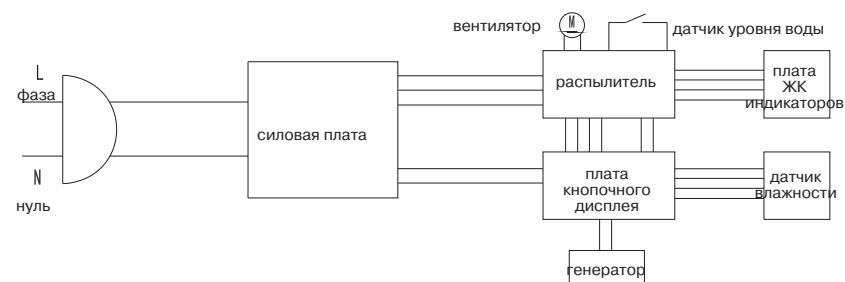 вентилятор
M
датчик уровня воды
L
фаза
силовая плата
распылитель
плата
ЖК
индикаторов
N
нуль
плата
кнопочного
дисплея
датчик
влажности
генератор